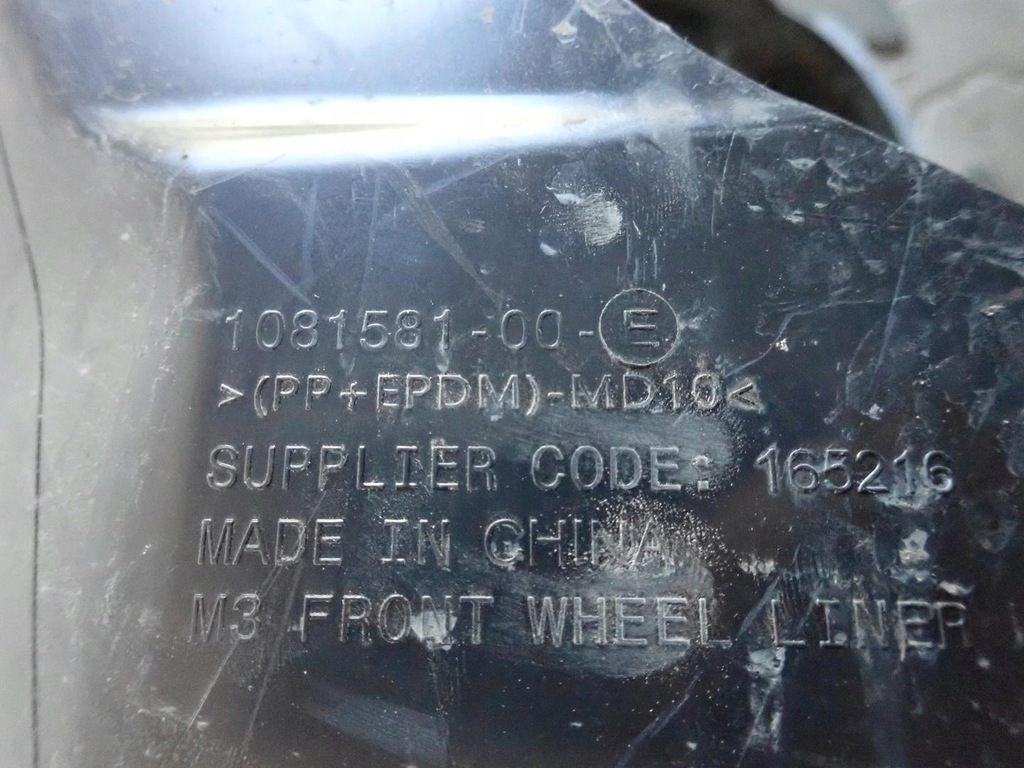 1081581-00-E
>(PP+EPDM)-MD10<
SUPPLIER CODE: 165216
MADE IN CHINA
M3 FRONT WHEEL LINER